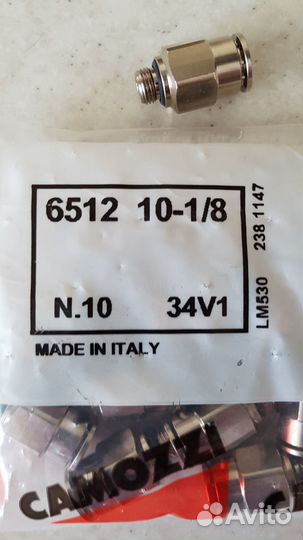 6512 10-1/8
N.10 34V1
LM530 238 1147
MADE IN ITALY
CAMOZZI
C
Avito